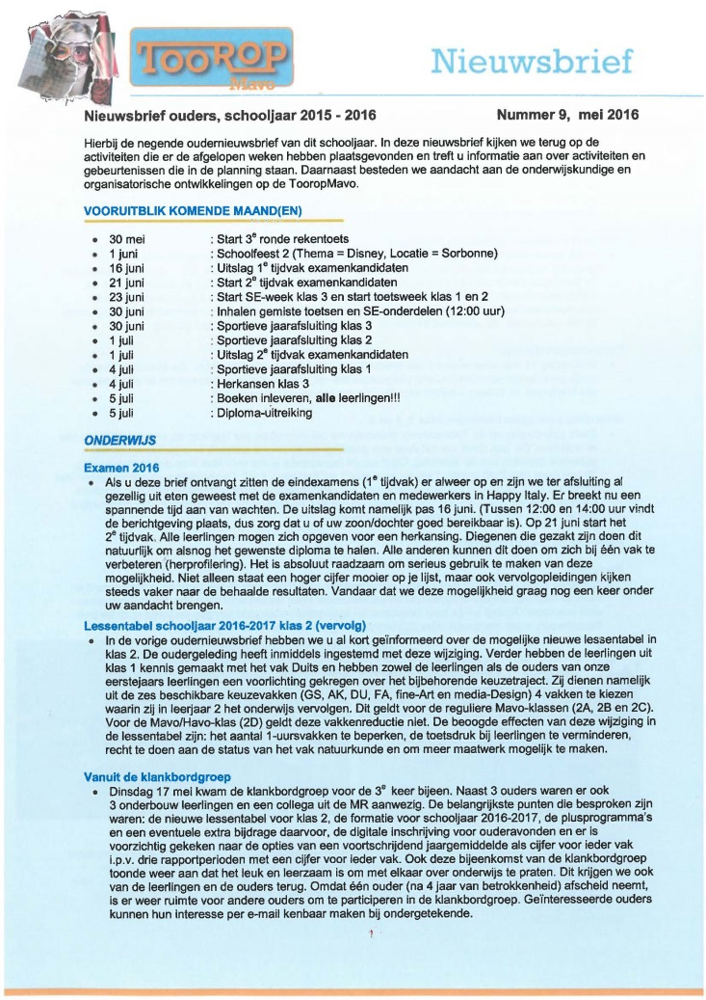 TOOROP
Mavo
Nieuwsbrief
Nieuwsbrief ouders, schooljaar 2015 - 2016 Nummer 9, mei 2016
Hierbij de negende oudernieuwsbrief van dit schooljaar. In deze nieuwsbrief kijken we terug op de
activiteiten die er de afgelopen weken hebben plaatsgevonden en treft u informatie aan over activiteiten en
gebeurtenissen die in de planning staan. Daarnaast besteden we aandacht aan de onderwijskundige en
organisatorische ontwikkelingen op de TooropMavo.
VOORUITBLIK KOMENDE MAAND(EN)
• 30 mei : Start 3e ronde rekentoets
• 1 juni : Schoolfeest 2 (Thema = Disney, Locatie = Sorbonne)
• 16 juni : Uitslag 1e tijdvak examenkandidaten
• 21 juni : Start 2e tijdvak examenkandidaten
• 23 juni : Start SE-week klas 3 en start toetsweek klas 1 en 2
• 30 juni : Inhalen gemiste toetsen en SE-onderdelen (12:00 uur)
• 30 juni : Sportieve jaarafsluiting klas 3
• 1 juli : Sportieve jaarafsluiting klas 2
• 1 juli : Uitslag 2e tijdvak examenkandidaten
• 4 juli : Sportieve jaarafsluiting klas 1
• 4 juli : Herkansen klas 3
• 5 juli : Boeken inleveren, alle leerlingen!!!
• 5 juli : Diploma-uitreiking
ONDERWIJS
Examen 2016
• Als u deze brief ontvangt zitten de eindexamens (1e tijdvak) er alweer op en zijn we ter afsluiting al
gezellig uit eten geweest met de examenkandidaten en medewerkers in Happy Italy. Er breekt nu een
spannende tijd aan van wachten. De uitslag komt namelijk pas 16 juni. (Tussen 12:00 en 14:00 uur vindt
de berichtgeving plaats, dus zorg dat u of uw zoon/dochter goed bereikbaar is). Op 21 juni start het
2e tijdvak. Alle leerlingen mogen zich opgeven voor een herkansing. Diegenen die gezakt zijn doen dit
natuurlijk om alsnog het gewenste diploma te halen. Alle anderen kunnen dit doen om zich bij één vak te
verbeteren (herprofilering). Het is absoluut raadzaam om serieus gebruik te maken van deze
mogelijkheid. Niet alleen staat een hoger cijfer mooier op je lijst, maar ook vervolgopleidingen kijken
steeds vaker naar de behaalde resultaten. Vandaar dat we deze mogelijkheid graag nog een keer onder
uw aandacht brengen.
Lessentabel schooljaar 2016-2017 klas 2 (vervolg)
• In de vorige oudernieuwsbrief hebben we u al kort geïnformeerd over de mogelijke nieuwe lessentabel in
klas 2. De oudergeleding heeft inmiddels ingestemd met deze wijziging. Verder hebben de leerlingen uit
klas 1 kennis gemaakt met het vak Duits en hebben zowel de leerlingen als de ouders van onze
eerstejaars leerlingen een voorlichting gekregen over het bijbehorende keuzetraject. Zij dienen namelijk
uit de zes beschikbare keuzevakken (GS, AK, DU, FA, fine-Art en media-Design) 4 vakken te kiezen
waarin zij in leerjaar 2 het onderwijs vervolgen. Dit geldt voor de reguliere Mavo-klassen (2A, 2B en 2C).
Voor de Mavo/Havo-klas (2D) geldt deze vakkenreductie niet. De beoogde effecten van deze wijziging in
de lessentabel zijn: het aantal 1-uursvakken te beperken, de toetsdruk bij leerlingen te verminderen,
recht te doen aan de status van het vak natuurkunde en om meer maatwerk mogelijk te maken.
Vanuit de klankbordgroep
• Dinsdag 17 mei kwam de klankbordgroep voor de 3e keer bijeen. Naast 3 ouders waren er ook
3 onderbouw leerlingen en een collega uit de MR aanwezig. De belangrijkste punten die besproken zijn
waren: de nieuwe lessentabel voor klas 2, de formatie voor schooljaar 2016-2017, de plusprogramma's
en een eventuele extra bijdrage daarvoor, de digitale inschrijving voor ouderavonden en er is
voorzichtig gekeken naar de opties van een voortschrijdend jaargemiddelde als cijfer voor ieder vak
i.p.v. drie rapportperioden met een cijfer voor ieder vak. Ook deze bijeenkomst van de klankbordgroep
toonde weer aan dat het leuk en leerzaam is om met elkaar over onderwijs te praten. Dit krijgen we ook
van de leerlingen en de ouders terug. Omdat één ouder (na 4 jaar van betrokkenheid) afscheid neemt,
is er weer ruimte voor andere ouders om te participeren in de klankbordgroep. Geïnteresseerde ouders
kunnen hun interesse per e-mail kenbaar maken bij ondergetekende.
1